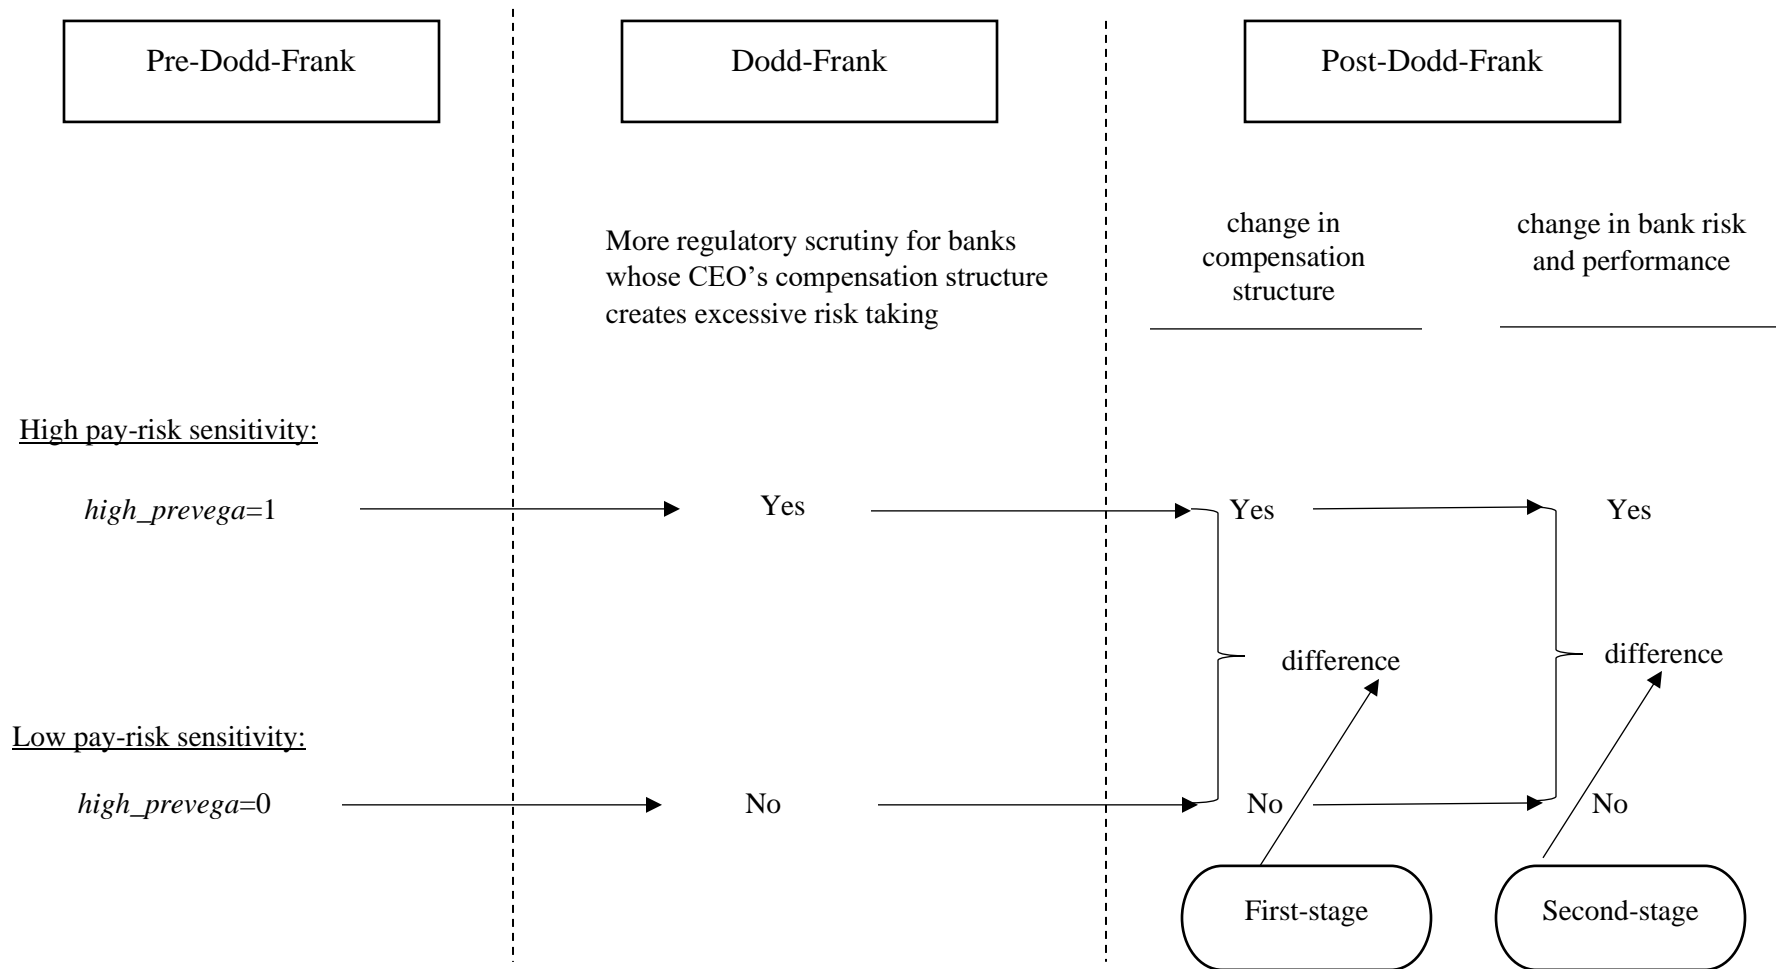 Pre-Dodd-Frank
Dodd-Frank
Post-Dodd-Frank
More regulatory scrutiny for banks
whose CEO’s compensation structure
creates excessive risk taking
change in
compensation
structure
change in bank risk
and performance
High pay-risk sensitivity:
high_prevega=1
Yes
Yes
Yes
difference
difference
Low pay-risk sensitivity:
high_prevega=0
No
No
No
First-stage
Second-stage